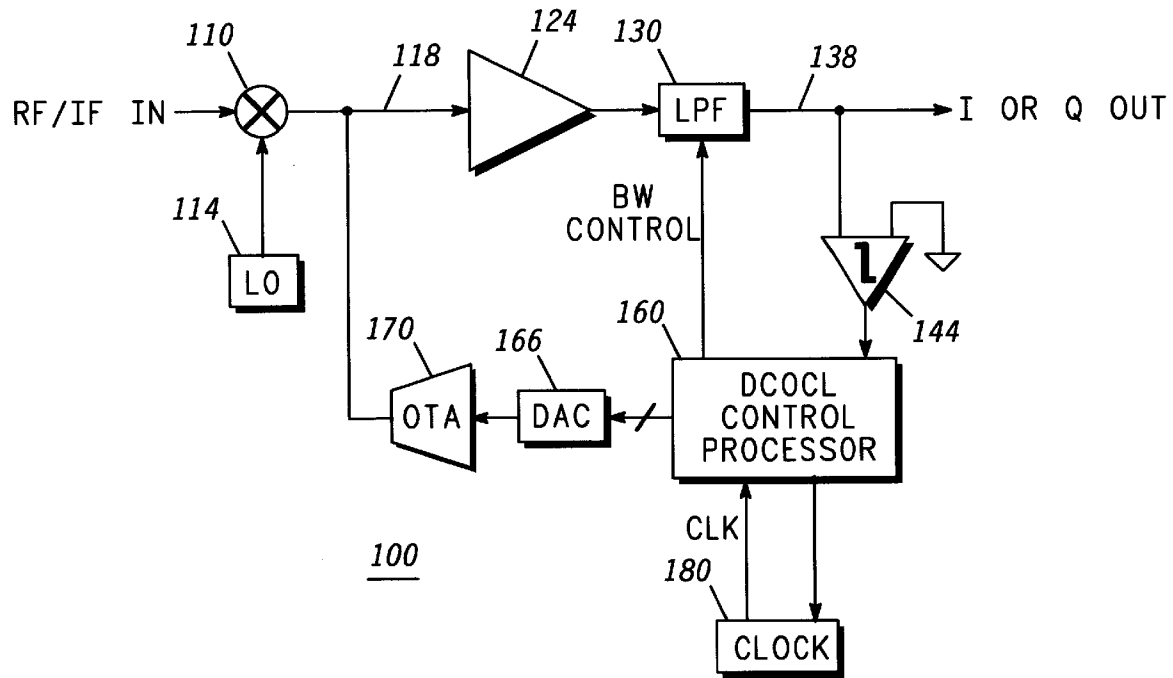 110
118
124
130
138
RF/IF IN
LPF
I OR Q OUT
BW
CONTROL
114
LO
144
170
166
160
OTA
DAC
DCOCL
CONTROL
PROCESSOR
CLK
100
180
CLOCK